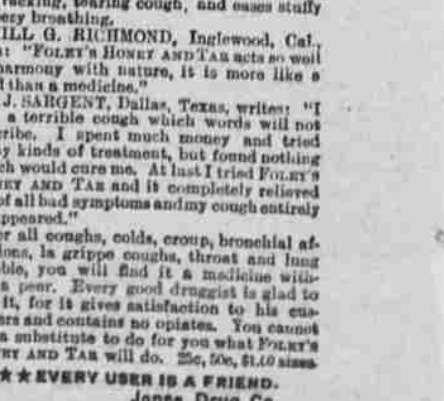 racking, tearing cough, and eases stuffy
ery breathing.
ILL G. RICHMOND, Inglewood, Cal.,
: "FOLEY'S HONEY AND TAR acts so well
harmony with nature, it is more like a
d than a medicine."
J. SARGENT, Dallas, Texas, writes: "I
a terrible cough which words will not
cribe. I spent much money and tried
y kinds of treatment, but found nothing
ch would cure me. At last I tried FOLEY'S
EY AND TAR and it completely relieved
of all bad symptoms and my cough entirely
appeared."
r all coughs, colds, croup, bronchial af-
ions, la grippe coughs, throat and lung
ble, you will find it a medicine with-
a peer. Every good druggist is glad to
it, for it gives satisfaction to his cus-
ers and contains no opiates. You cannot
a substitute to do for you what FOLEY'S
EY AND TAR will do. 25c, 50c, $1.00 sizes
★★EVERY USER IS A FRIEND.
Jones Drug Co